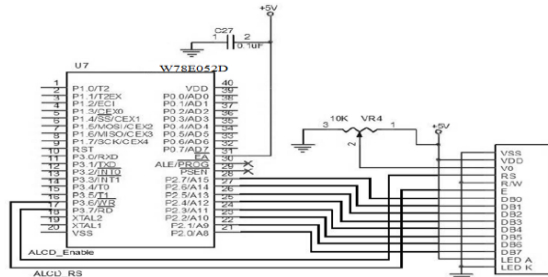 +5V
C27
1 2
0.1uF
U7
W78E052D
1 P1.0/T2 VDD 40
2 P1.1/T2EX P0.0/AD0 39
3 P1.2/ECI P0.1/AD1 38
4 P1.3/CEX0 P0.2/AD2 37
5 P1.4/SS/CEX1 P0.3/AD3 36
6 P1.5/MOSI/CEX2 P0.4/AD4 35
7 P1.6/MISO/CEX3 P0.5/AD5 34
8 P1.7/SCK/CEX4 P0.6/AD6 33
9 RST P0.7/AD7 32
10 P3.0/RXD EA 31
11 P3.1/TXD ALE/PROG 30
12 P3.2/INT0 PSEN 29
13 P3.3/INT1 P2.7/A15 28
14 P3.4/T0 P2.6/A14 27
15 P3.5/T1 P2.5/A13 26
16 P3.6/WR P2.4/A12 25
17 P3.7/RD P2.3/A11 24
18 XTAL2 P2.2/A10 23
19 XTAL1 P2.1/A9 22
20 VSS P2.0/A8 21
10K VR4
3 1
2
+5V
VSS
VDD
V0
RS
R/W
E
DB0
DB1
DB2
DB3
DB4
DB5
DB6
DB7
LED A
LED K
ALCD_Enable
ALCD_RS